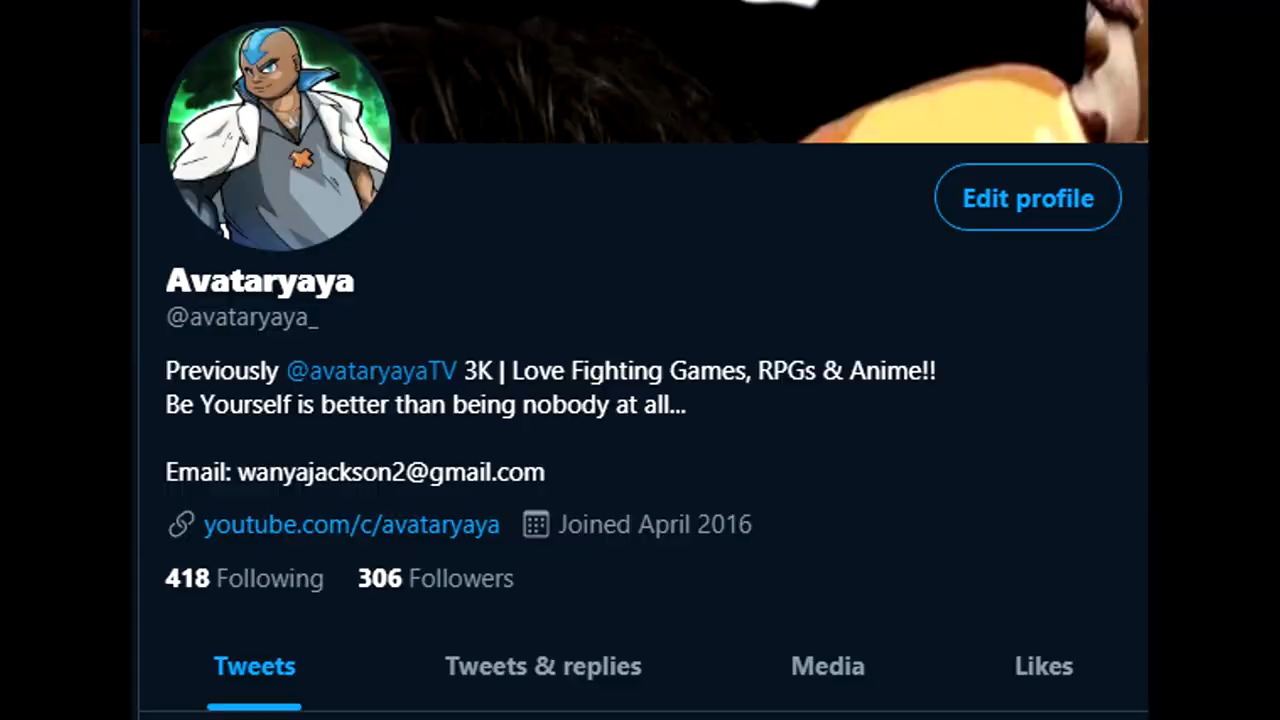 Edit profile
Avataryaya
@avataryaya_
Previously @avataryayaTV 3K | Love Fighting Games, RPGs & Anime!!
Be Yourself is better than being nobody at all...
Email: wanyajackson2@gmail.com
youtube.com/c/avataryaya Joined April 2016
418 Following 306 Followers
Tweets Tweets & replies Media Likes